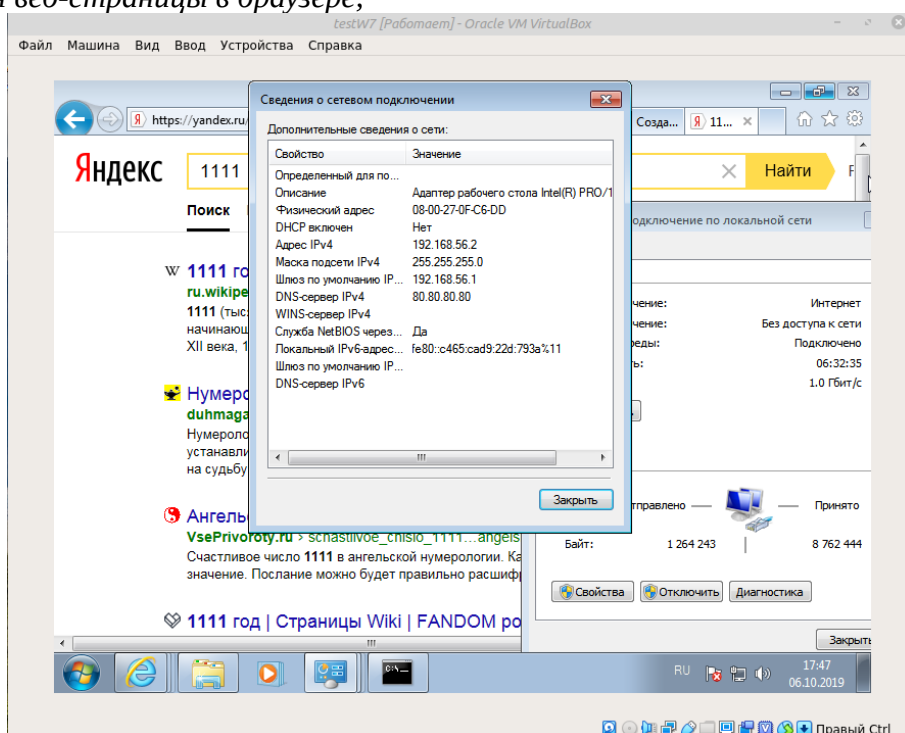 веб-страницы в браузере,
testW7 [Работает] - Oracle VM VirtualBox
Файл Машина Вид Ввод Устройства Справка
Сведения о сетевом подключении
https://yandex.ru/
Созда...
11...
Дополнительные сведения о сети:
Свойство Значение
Яндекс
1111
Найти
Определенный для по...
Описание Адаптер рабочего стола Intel(R) PRO/1
Физический адрес 08-00-27-0F-C6-DD
DHCP включен Нет
Адрес IPv4 192.168.56.2
Маска подсети IPv4 255.255.255.0
Шлюз по умолчанию IP... 192.168.56.1
DNS-сервер IPv4 80.80.80.80
WINS-сервер IPv4
Служба NetBIOS через... Да
Локальный IPv6-адрес... fe80::c465:cad9:22d:793a%11
Шлюз по умолчанию IP...
DNS-сервер IPv6
Закрыть
Поиск
W 1111 го
ru.wikipe
1111 (тыс
начинающ
XII века, 1
Нумеро
duhmaga
Нумероло
устанавли
на судьбу
Ангель
VsePrivoroty.ru › schastlivoe_chislo_1111...angels
Счастливое число 1111 в ангельской нумерологии. Ка
значение. Послание можно будет правильно расшиф
1111 год | Страницы Wiki | FANDOM po
одключение по локальной сети
чение: Интернет
чение: Без доступа к сети
реды: Подключено
ь: 06:32:35
1.0 Гбит/с
тправлено — — Принято
Байт: 1 264 243 8 762 444
Свойства Отключить Диагностика
Закрыть
RU
17:47
06.10.2019
Правый Ctrl